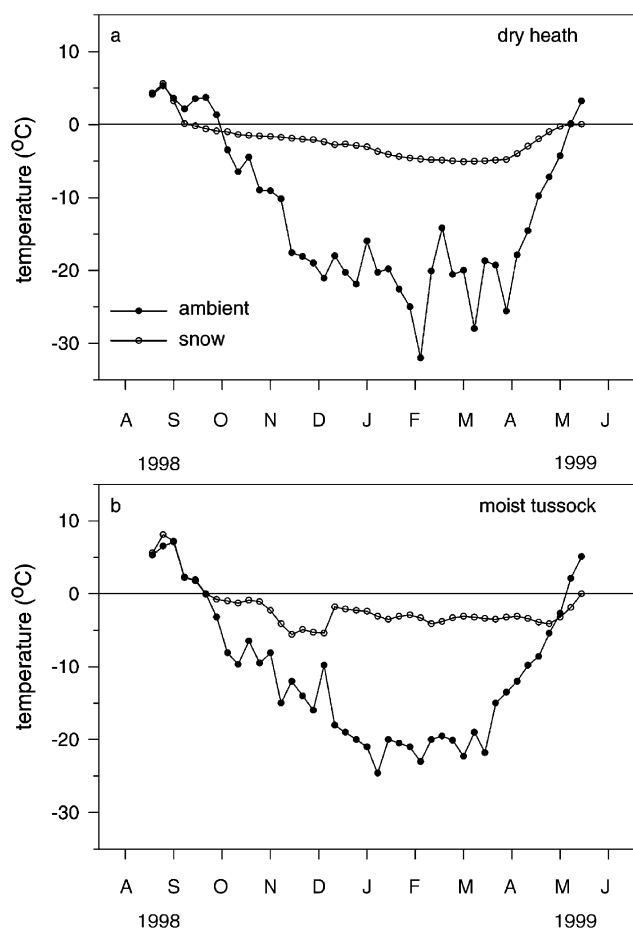 a dry heath
10
0
-10
-20
-30
temperature (°C)
ambient
snow
A S O N D J F M A M J
1998 1999
b moist tussock
10
0
-10
-20
-30
temperature (°C)
A S O N D J F M A M J
1998 1999